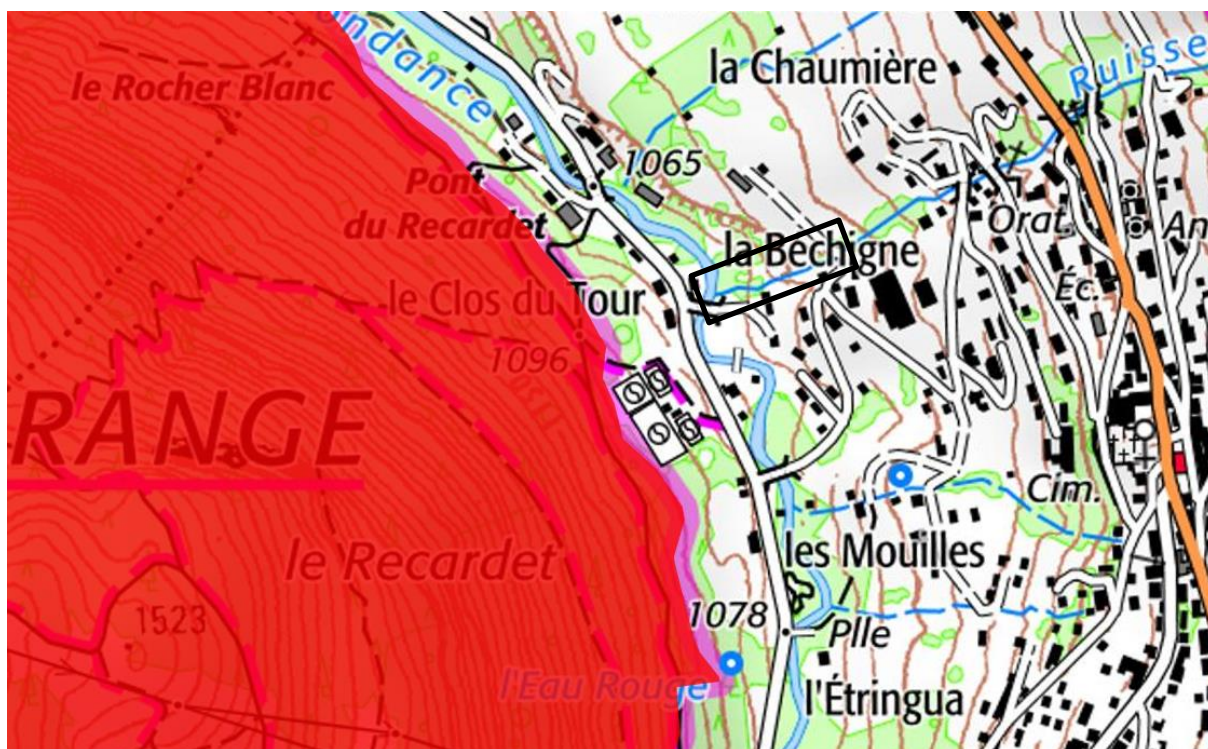 ndance
la Chaumière
Ruisse
le Rocher Blanc
1065
Pont
du Recardet
Orat.
An
la Bechigne
le Clos du Tour
Éc.
1096
RANGE
Cim.
le Recardet
les Mouilles
1523
1078
Plle
l'Eau Rouge
l'Étringua